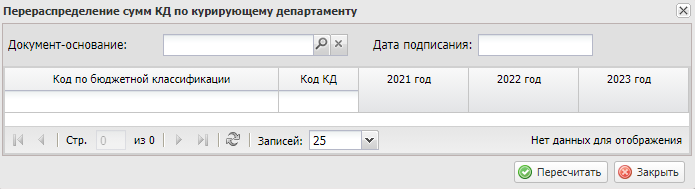 Перераспределение сумм КД по курирующему департаменту
Документ-основание: Дата подписания:
Код по бюджетной классификации Код КД 2021 год 2022 год 2023 год
Стр. 0 из 0 Записей: 25 Нет данных для отображения
Пересчитать Закрыть